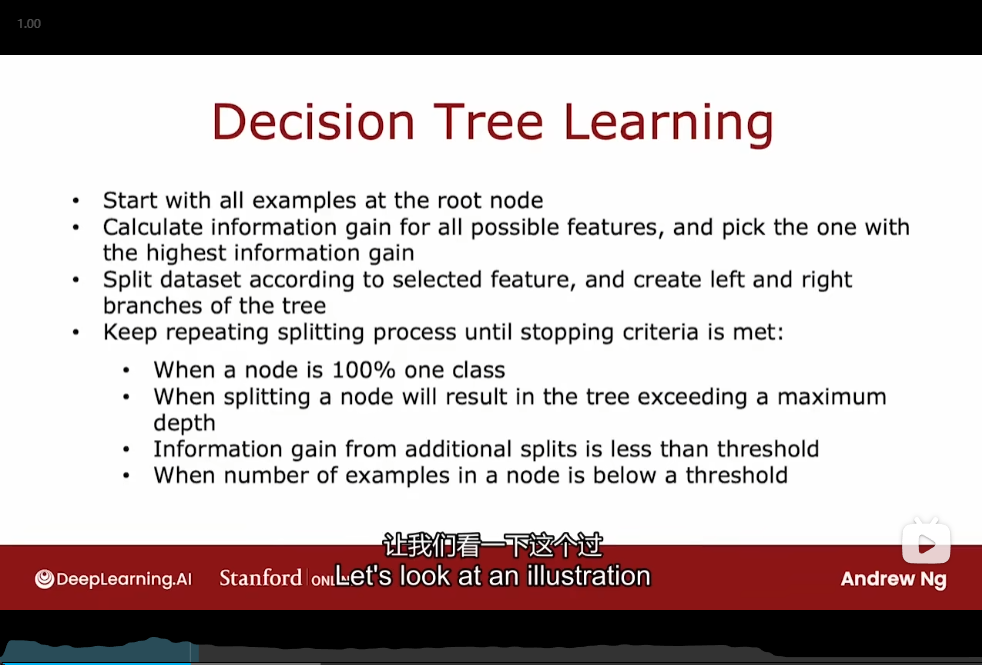 1.00
Decision Tree Learning
• Start with all examples at the root node
• Calculate information gain for all possible features, and pick the one with
the highest information gain
• Split dataset according to selected feature, and create left and right
branches of the tree
• Keep repeating splitting process until stopping criteria is met:
• When a node is 100% one class
• When splitting a node will result in the tree exceeding a maximum
depth
• Information gain from additional splits is less than threshold
• When number of examples in a node is below a threshold
让我们看一下这个过
DeepLearning.AI Stanford
Let's look at an illustration
Andrew Ng